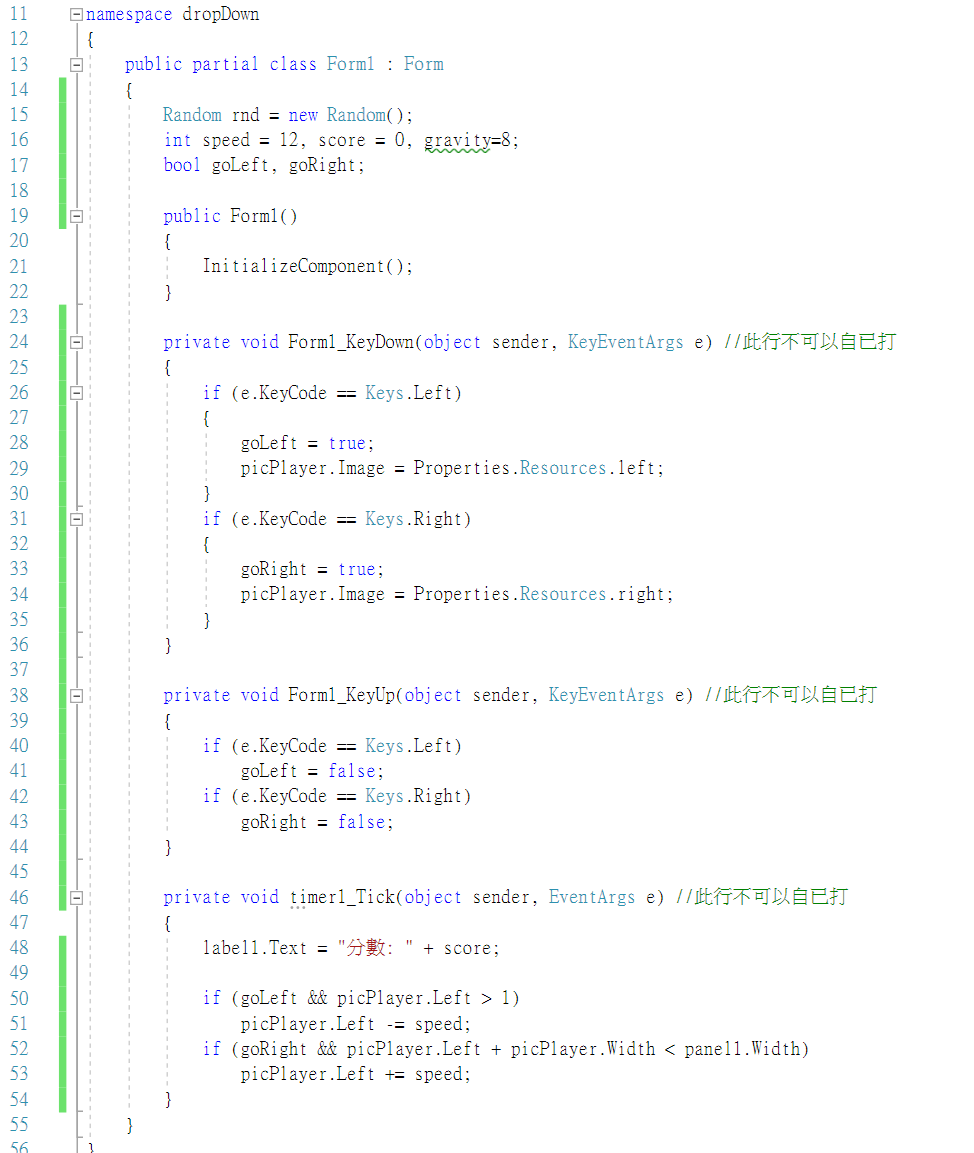 11 namespace dropDown
12 {
13 public partial class Form1 : Form
14 {
15 Random rnd = new Random();
16 int speed = 12, score = 0, gravity=8;
17 bool goLeft, goRight;
18
19 public Form1()
20 {
21 InitializeComponent();
22 }
23
24 private void Form1_KeyDown(object sender, KeyEventArgs e) //此行不可以自已打
25 {
26 if (e.KeyCode == Keys.Left)
27 {
28 goLeft = true;
29 picPlayer.Image = Properties.Resources.left;
30 }
31 if (e.KeyCode == Keys.Right)
32 {
33 goRight = true;
34 picPlayer.Image = Properties.Resources.right;
35 }
36 }
37
38 private void Form1_KeyUp(object sender, KeyEventArgs e) //此行不可以自已打
39 {
40 if (e.KeyCode == Keys.Left)
41 goLeft = false;
42 if (e.KeyCode == Keys.Right)
43 goRight = false;
44 }
45
46 private void timer1_Tick(object sender, EventArgs e) //此行不可以自已打
47 {
48 label1.Text = "分數: " + score;
49
50 if (goLeft && picPlayer.Left > 1)
51 picPlayer.Left -= speed;
52 if (goRight && picPlayer.Left + picPlayer.Width < panel1.Width)
53 picPlayer.Left += speed;
54 }
55 }
56 }